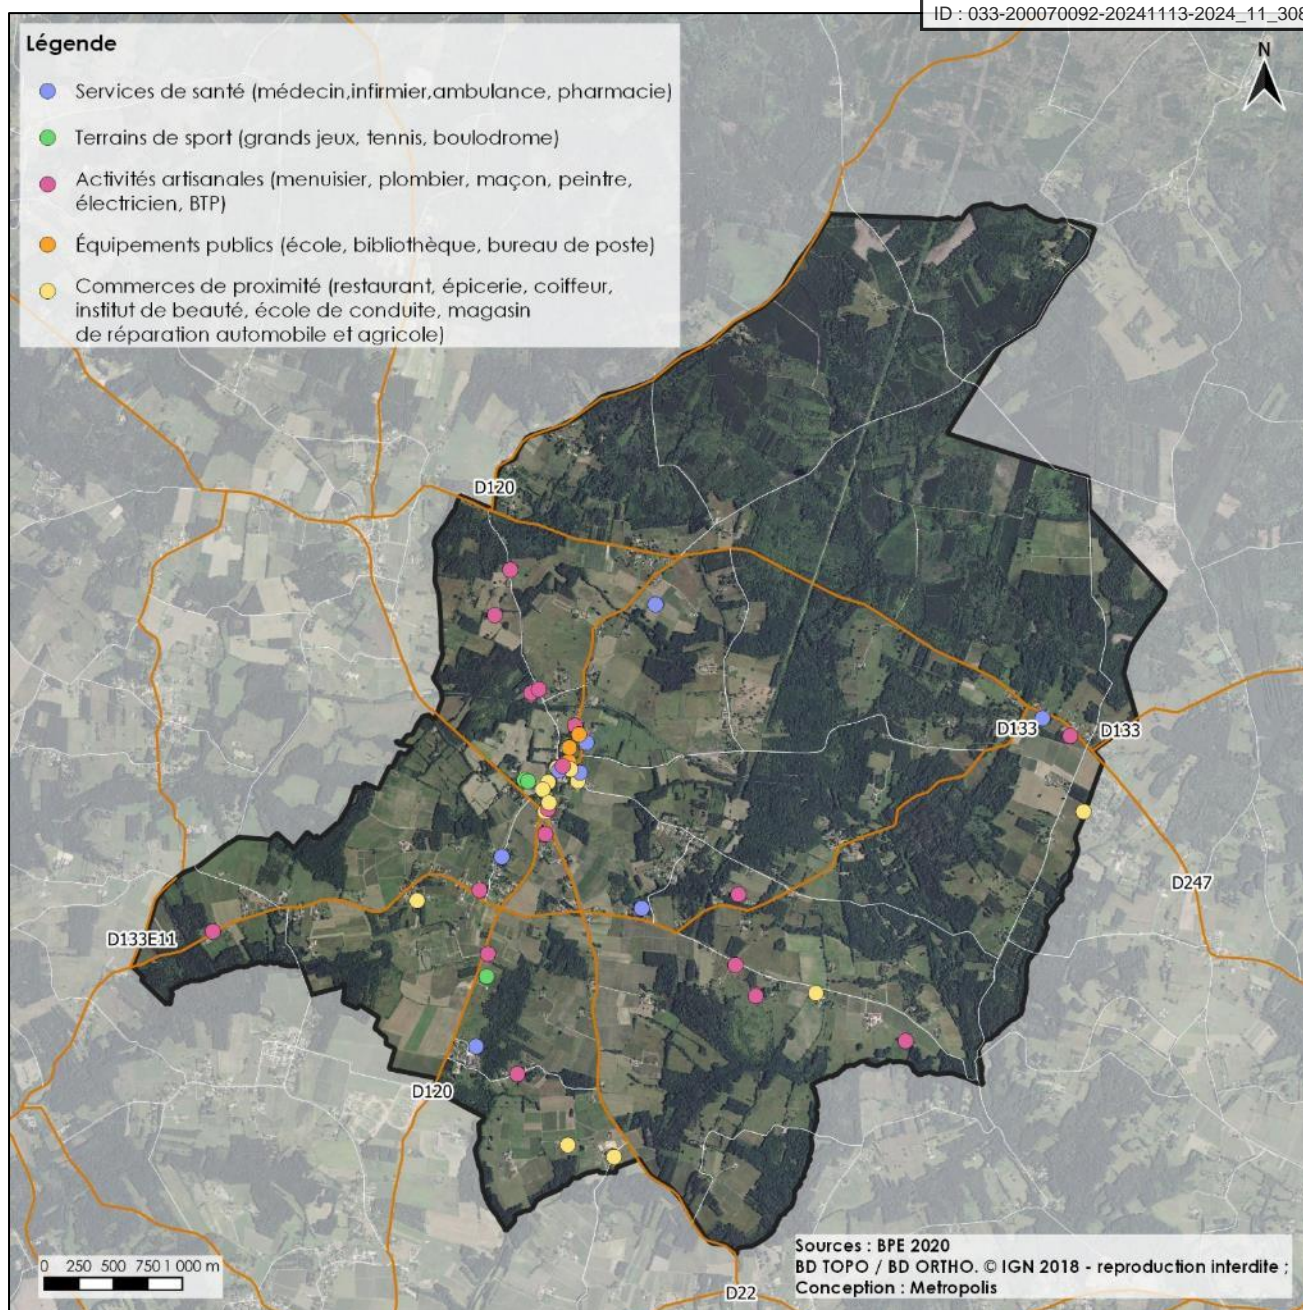 ID : 033-200070092-20241113-2024_11_308
Légende
Services de santé (médecin,infirmier,ambulance, pharmacie)
Terrains de sport (grands jeux, tennis, boulodrome)
Activités artisanales (menuisier, plombier, maçon, peintre,
électricien, BTP)
Équipements publics (école, bibliothèque, bureau de poste)
Commerces de proximité (restaurant, épicerie, coiffeur,
institut de beauté, école de conduite, magasin
de réparation automobile et agricole)
N
D120
D133
D133
D247
D133E11
D120
D22
0 250 500 750 1 000 m
Sources : BPE 2020
BD TOPO / BD ORTHO. © IGN 2018 - reproduction interdite ;
Conception : Metropolis